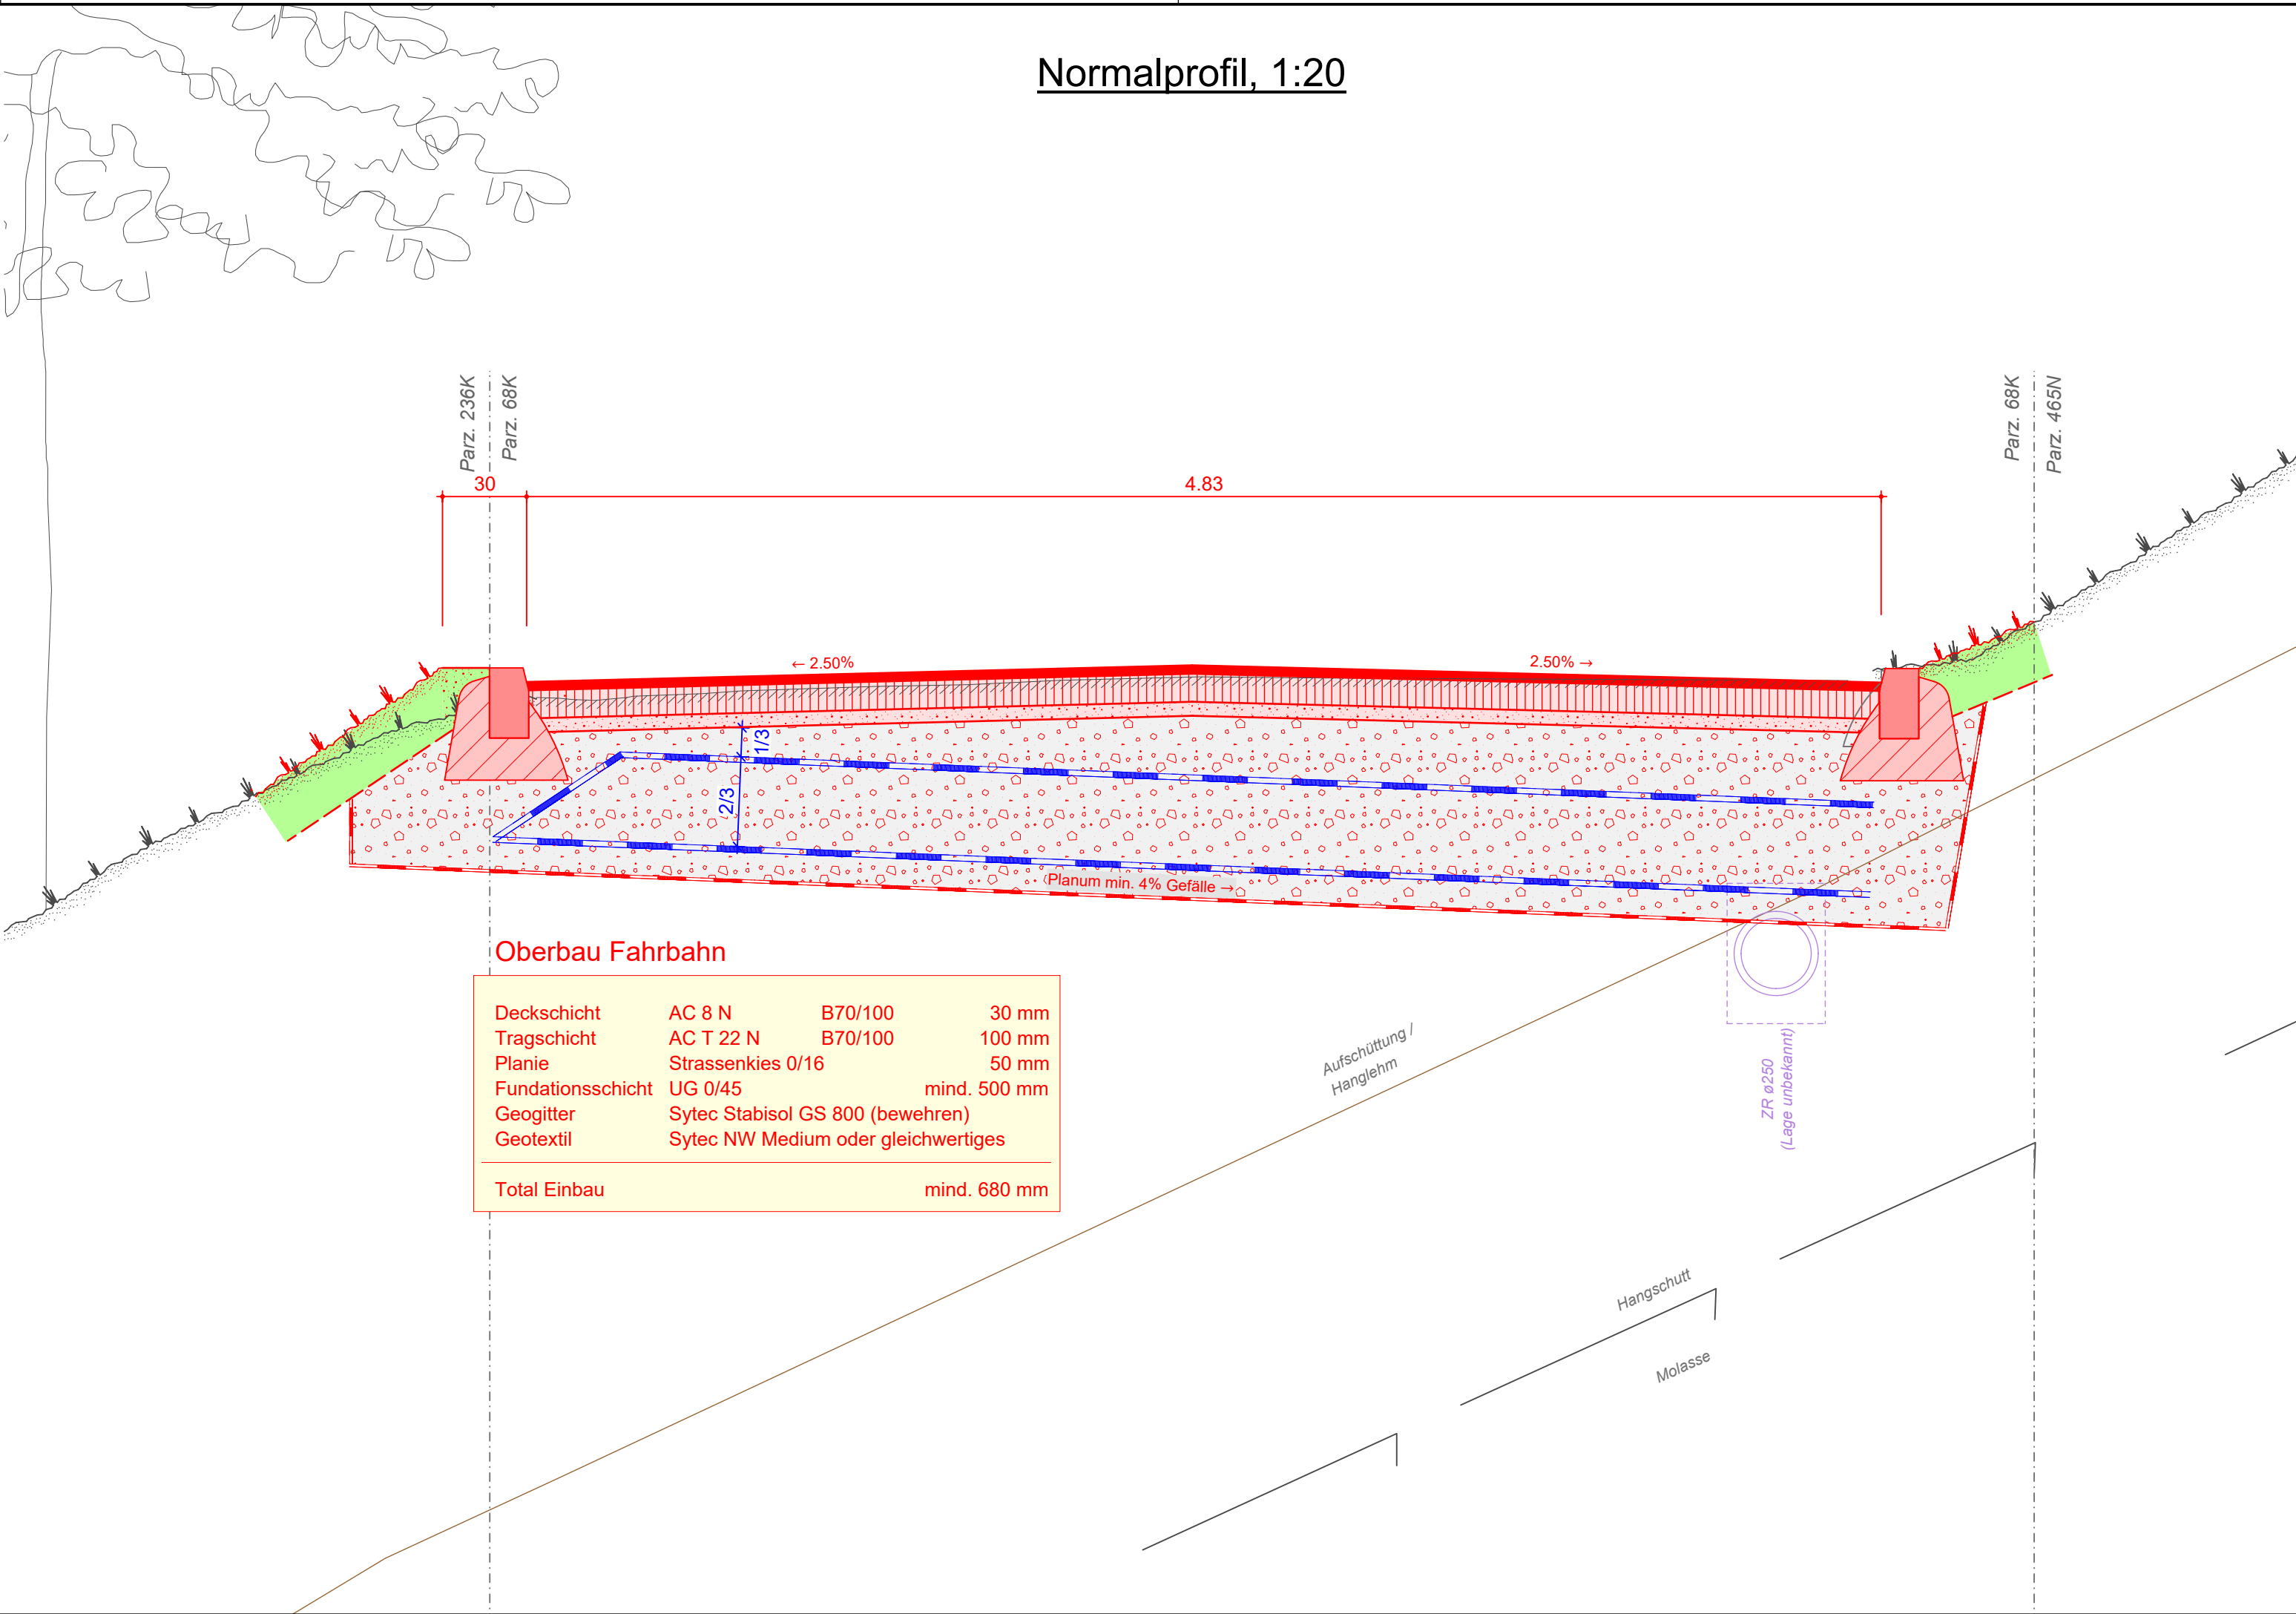 Normalprofil, 1:20
Parz. 236K
Parz. 68K
Parz. 68K
Parz. 465N
30
4.83
← 2.50%
2.50% →
1/3
2/3
Planum min. 4% Gefälle →
Oberbau Fahrbahn
Deckschicht AC 8 N B70/100 30 mm
Tragschicht AC T 22 N B70/100 100 mm
Planie Strassenkies 0/16 50 mm
Fundationsschicht UG 0/45 mind. 500 mm
Geogitter Sytec Stabisol GS 800 (bewehren)
Geotextil Sytec NW Medium oder gleichwertiges
Total Einbau mind. 680 mm
Aufschüttung /
Hanglehm
ZR ø250
(Lage unbekannt)
Hangschutt
Molasse